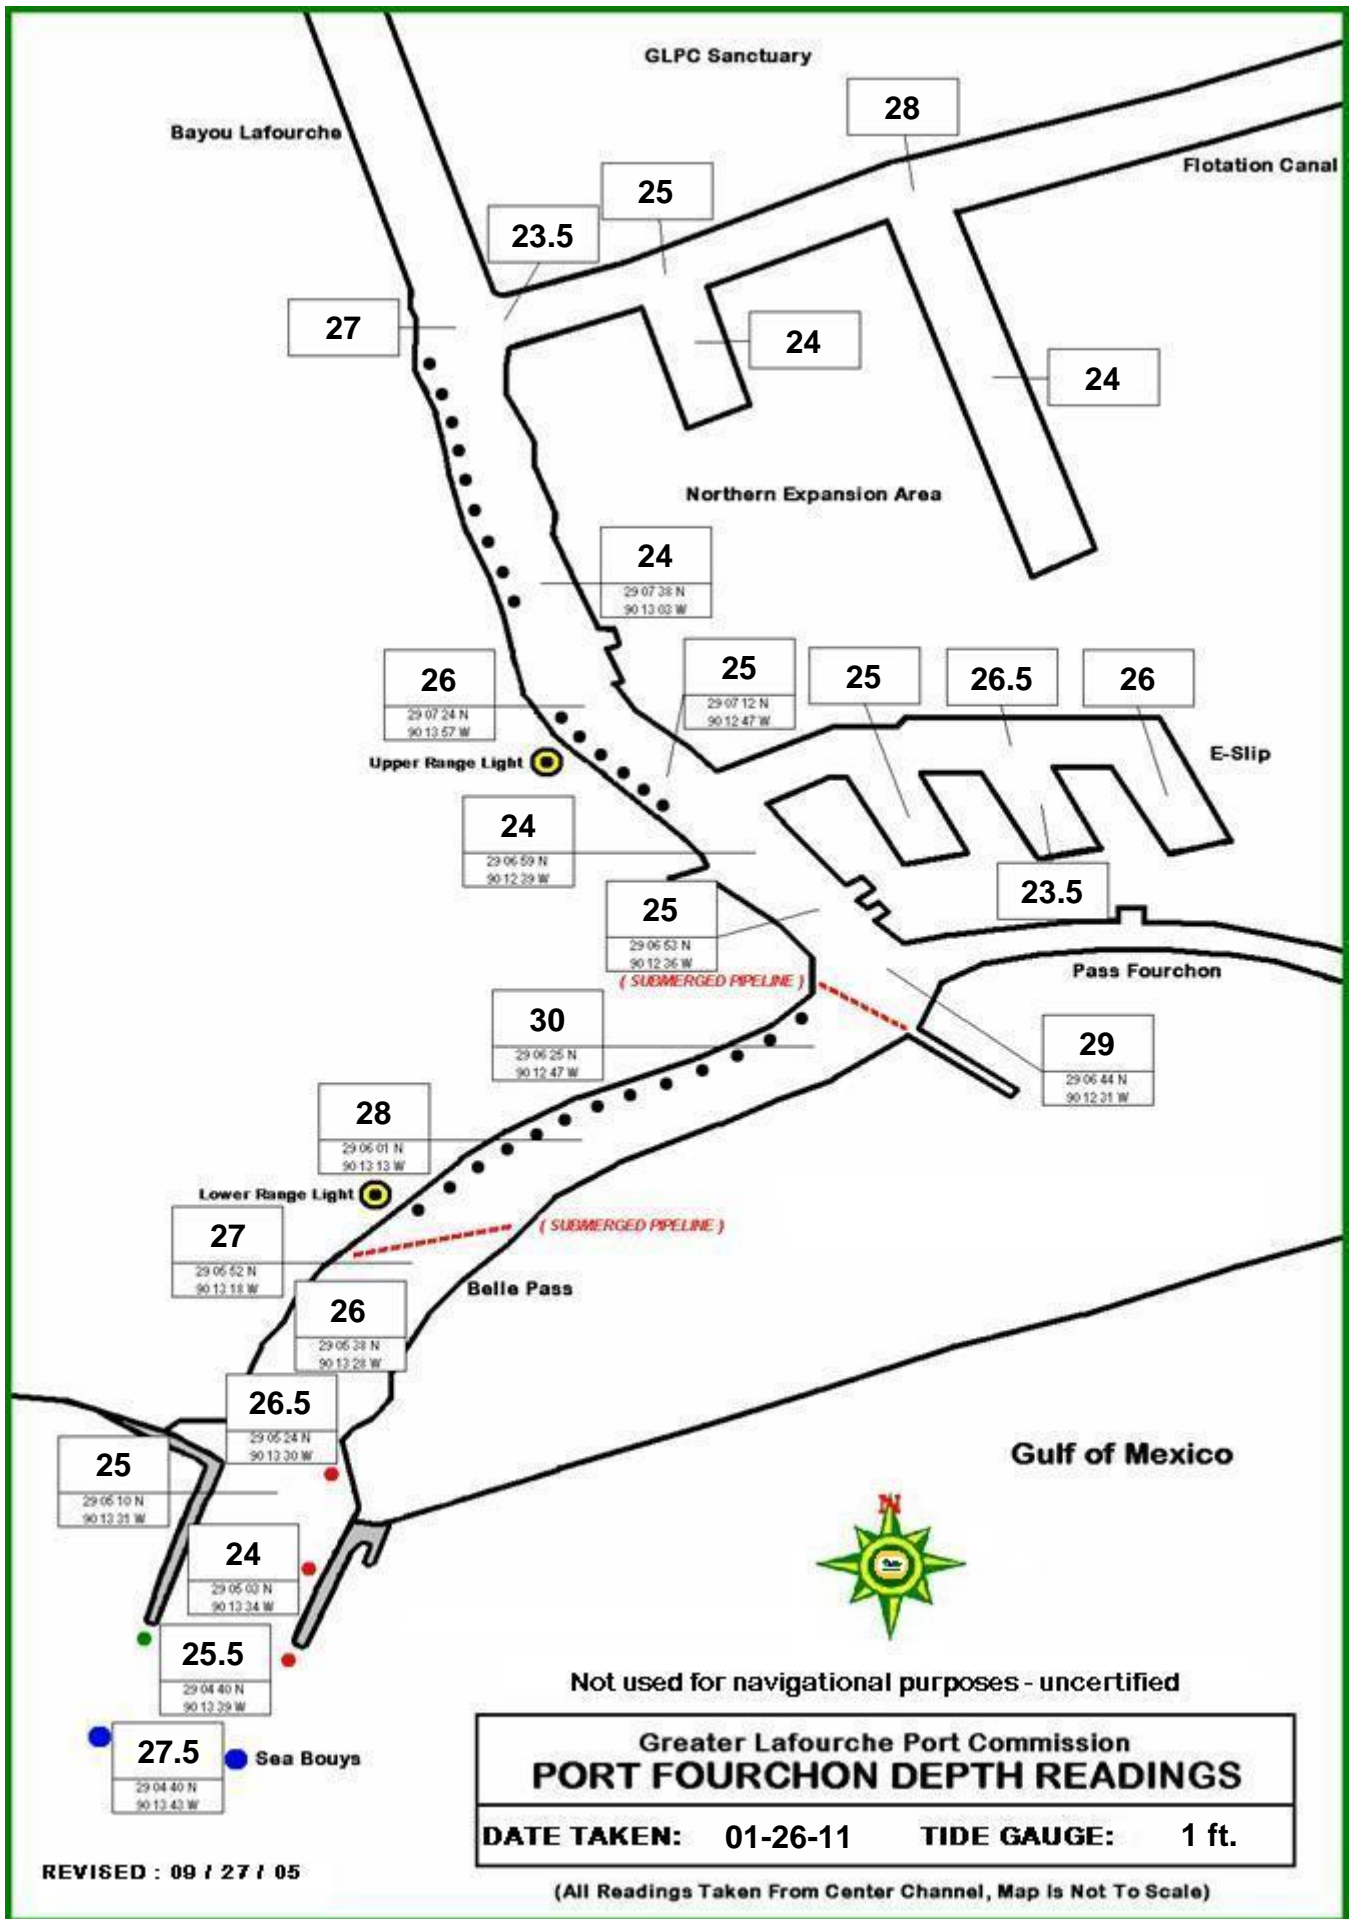 GLPC Sanctuary
28
Bayou Lafourche
Flotation Canal
25
23.5
27
24
24
Northern Expansion Area
24
29 07 38 N
90 13 03 W
26
29 07 24 N
90 13 57 W
25
29 07 12 N
90 12 47 W
25
26.5
26
E-Slip
Upper Range Light
24
29 06 59 N
90 12 39 W
23.5
25
29 06 53 N
90 12 36 W
Pass Fourchon
( SUBMERGED PIPELINE )
30
29 06 25 N
90 12 47 W
29
29 06 44 N
90 12 31 W
28
29 06 01 N
90 13 13 W
Lower Range Light
27
29 05 52 N
90 13 18 W
( SUBMERGED PIPELINE )
Belle Pass
26
29 05 38 N
90 13 28 W
26.5
29 05 24 N
90 13 30 W
Gulf of Mexico
25
29 05 10 N
90 13 31 W
N
24
29 05 03 N
90 13 34 W
25.5
29 04 40 N
90 13 39 W
27.5
29 04 40 N
90 13 43 W
Sea Bouys
Not used for navigational purposes - uncertified
Greater Lafourche Port Commission
PORT FOURCHON DEPTH READINGS
DATE TAKEN: 01-26-11 TIDE GAUGE: 1 ft.
REVISED : 09 / 27 / 05
(All Readings Taken From Center Channel, Map Is Not To Scale)